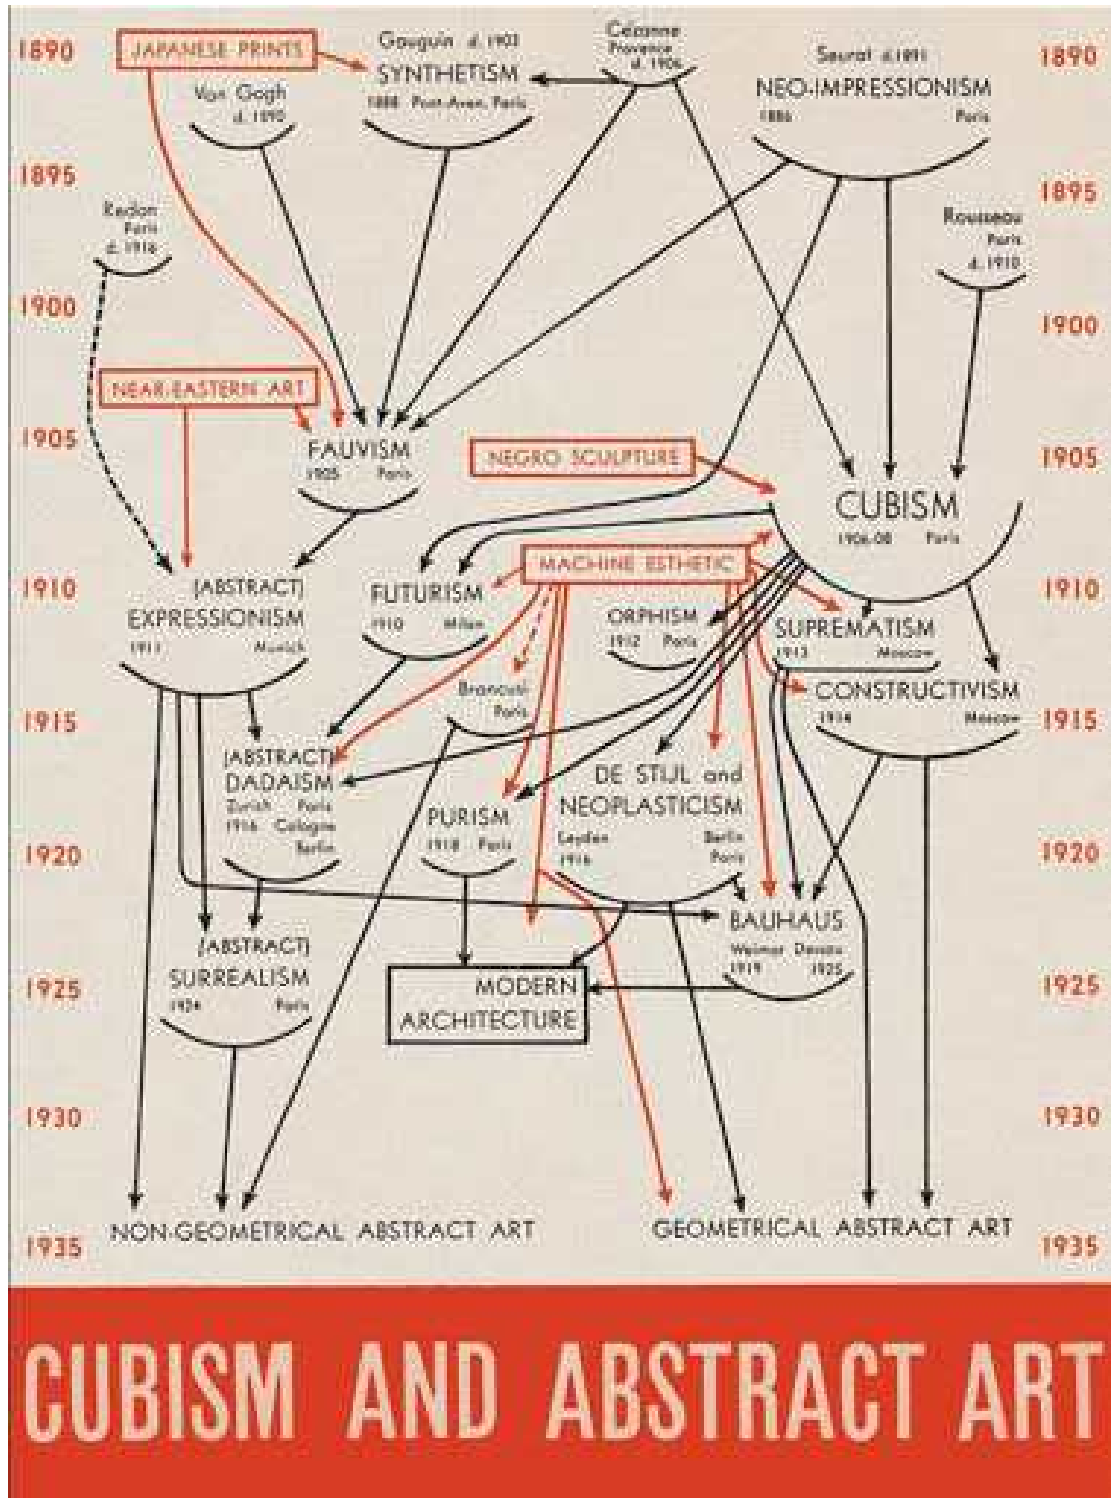 1890
JAPANESE PRINTS
Gauguin d. 1903
SYNTHETISM
1888 Pont-Aven, Paris
Cézanne
Provence
d. 1906
Seurat d.1891
NEO-IMPRESSIONISM
1886 Paris
1890
Van Gogh
d. 1890
1895
1895
Redon
Paris
d. 1916
Rousseau
Paris
d. 1910
1900
1900
NEAR-EASTERN ART
1905
FAUVISM
1905 Paris
NEGRO SCULPTURE
1905
CUBISM
1906-08 Paris
MACHINE ESTHETIC
1910
(ABSTRACT)
EXPRESSIONISM
1911 Munich
FUTURISM
1910 Milan
ORPHISM
1912 Paris
SUPREMATISM
1913 Moscow
1910
Brancusi
Paris
CONSTRUCTIVISM
1914 Moscow
1915
1915
(ABSTRACT)
DADAISM
Zurich Paris
1916 Cologne
Berlin
PURISM
1918 Paris
DE STIJL and
NEOPLASTICISM
Leyden Berlin
1916 Paris
1920
1920
(ABSTRACT)
SURREALISM
1924 Paris
BAUHAUS
Weimar Dessau
1919 1925
1925
MODERN
ARCHITECTURE
1925
1930
1930
NON-GEOMETRICAL ABSTRACT ART
GEOMETRICAL ABSTRACT ART
1935
1935
CUBISM AND ABSTRACT ART